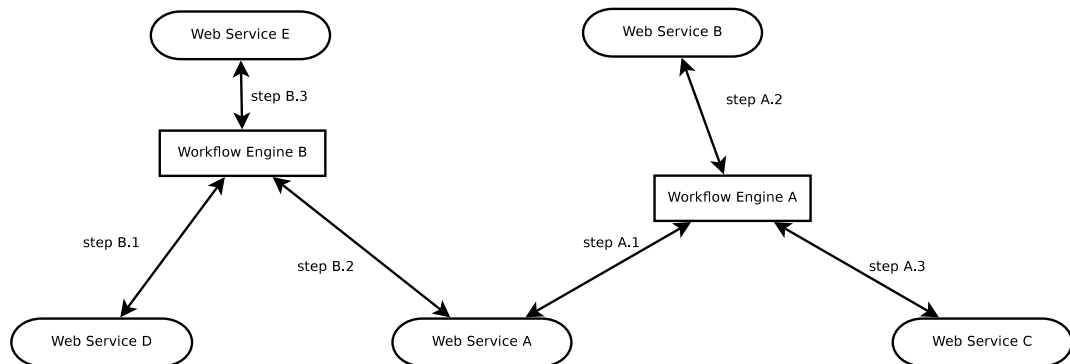 Web Service E
Web Service B
step B.3
step A.2
Workflow Engine B
Workflow Engine A
step B.1
step B.2
step A.1
step A.3
Web Service D
Web Service A
Web Service C